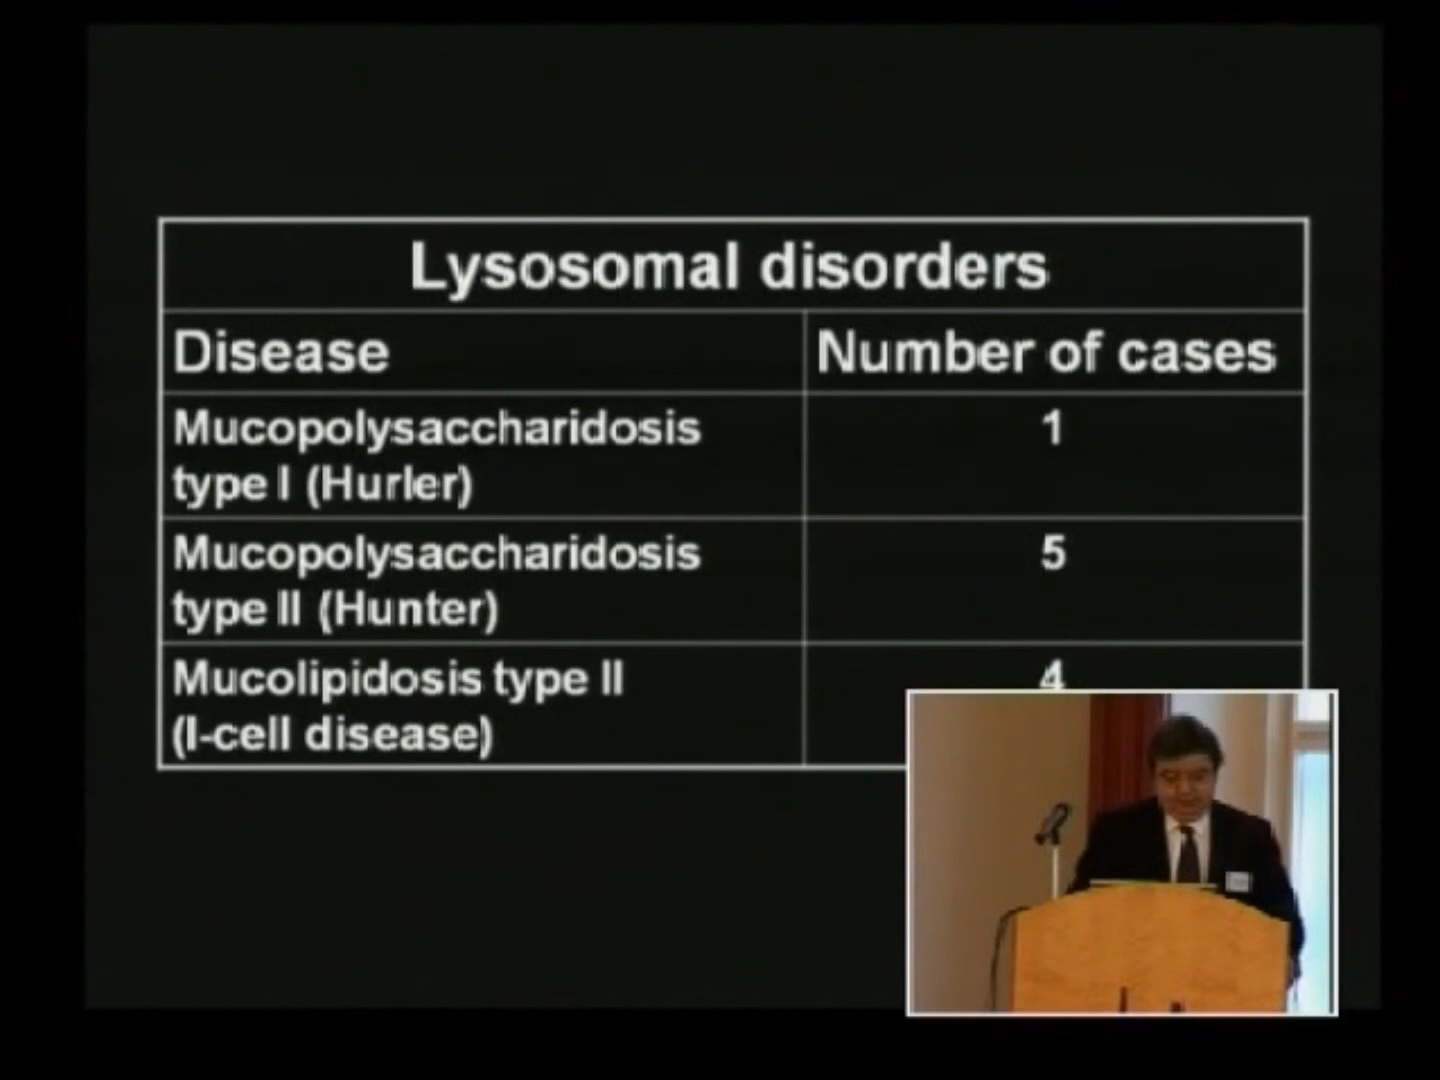 Lysosomal disorders
Disease Number of cases
Mucopolysaccharidosis 1
type I (Hurler)
Mucopolysaccharidosis 5
type II (Hunter)
Mucolipidosis type II 4
(I-cell disease)